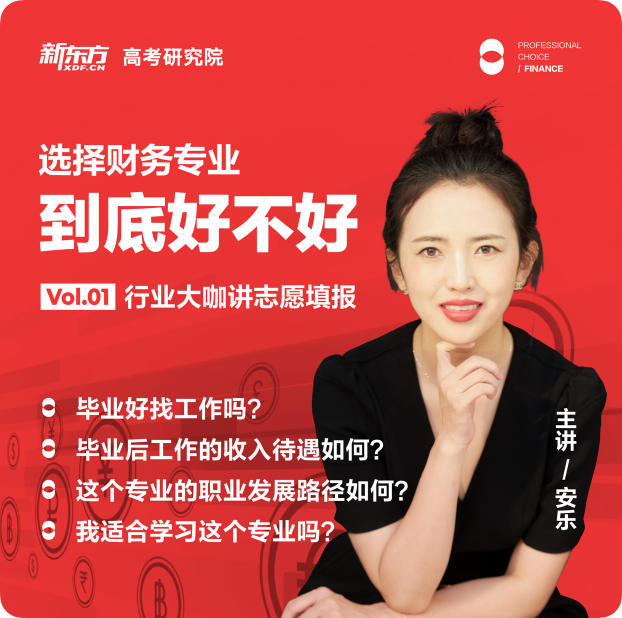 新东方
XDF.CN
高考研究院
PROFESSIONAL
CHOICE
/ FINANCE
选择财务专业
到底好不好
Vol.01 行业大咖讲志愿填报
毕业好找工作吗？
毕业后工作的收入待遇如何？
这个专业的职业发展路径如何？
我适合学习这个专业吗？
主讲 / 安乐